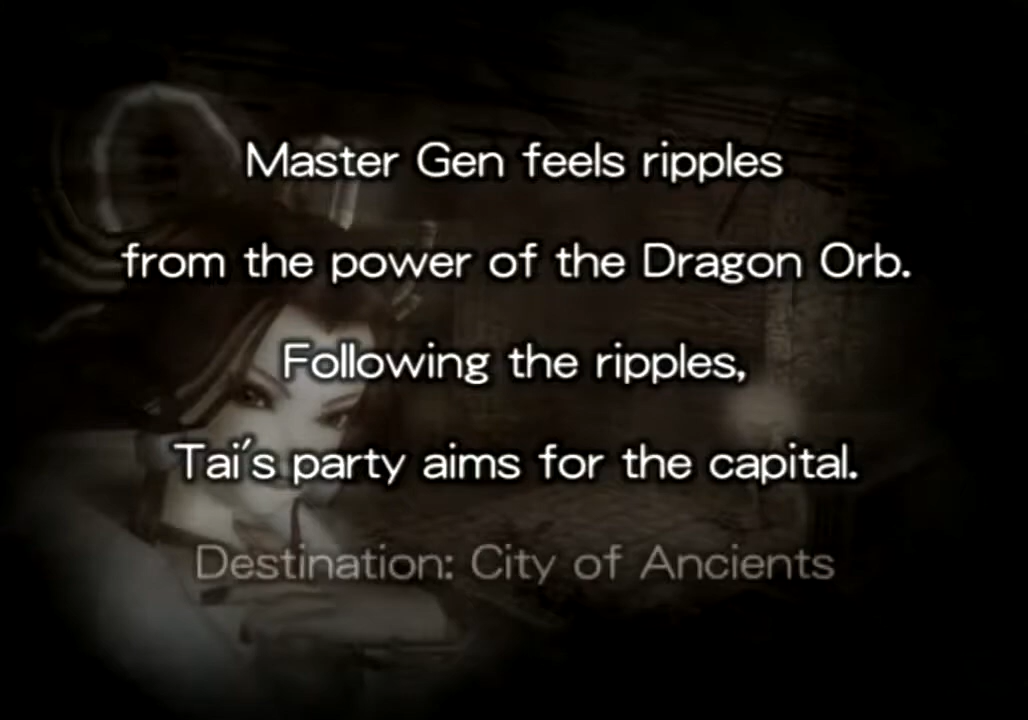 Master Gen feels ripples
from the power of the Dragon Orb.
Following the ripples,
Tai's party aims for the capital.
Destination: City of Ancients